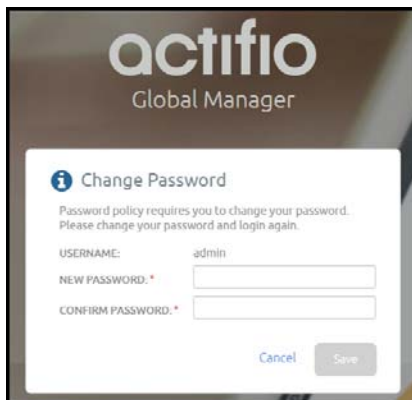 actifio
Global Manager
Change Password
Password policy requires you to change your password.
Please change your password and login again.
USERNAME: admin
NEW PASSWORD: *
CONFIRM PASSWORD: *
Cancel Save